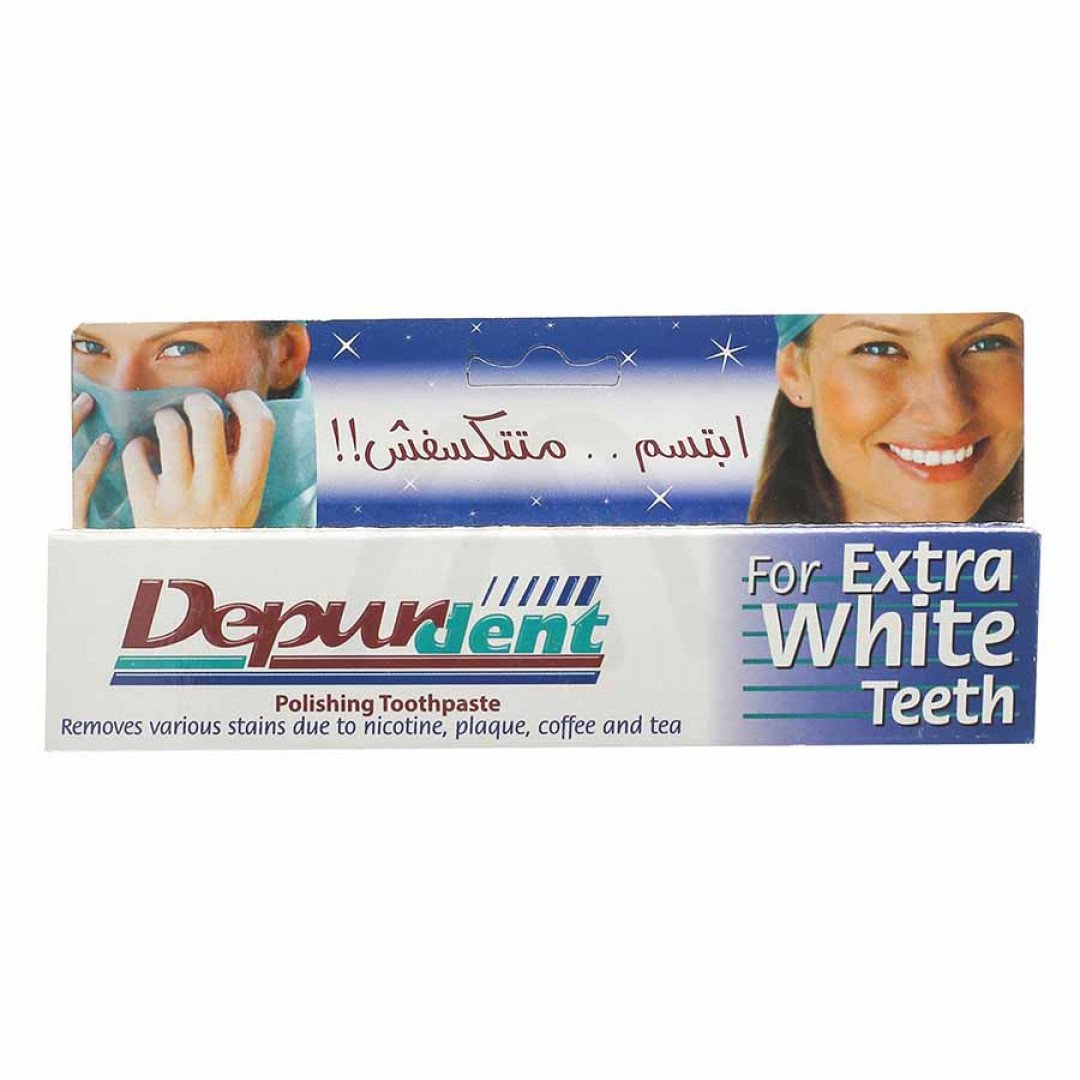 ابتسم .. متتكسفش!!
Depurdent
Polishing Toothpaste
Removes various stains due to nicotine, plaque, coffee and tea
For Extra
White
Teeth